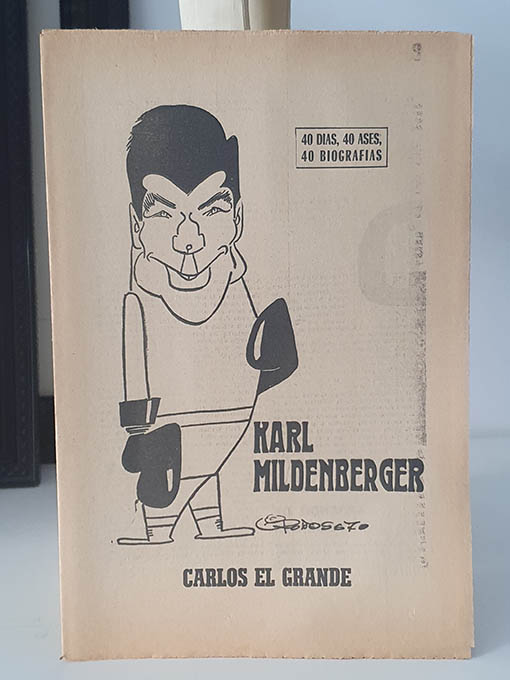 40 DIAS, 40 ASES,
40 BIOGRAFIAS
KARL
MILDENBERGER
CARLOS EL GRANDE